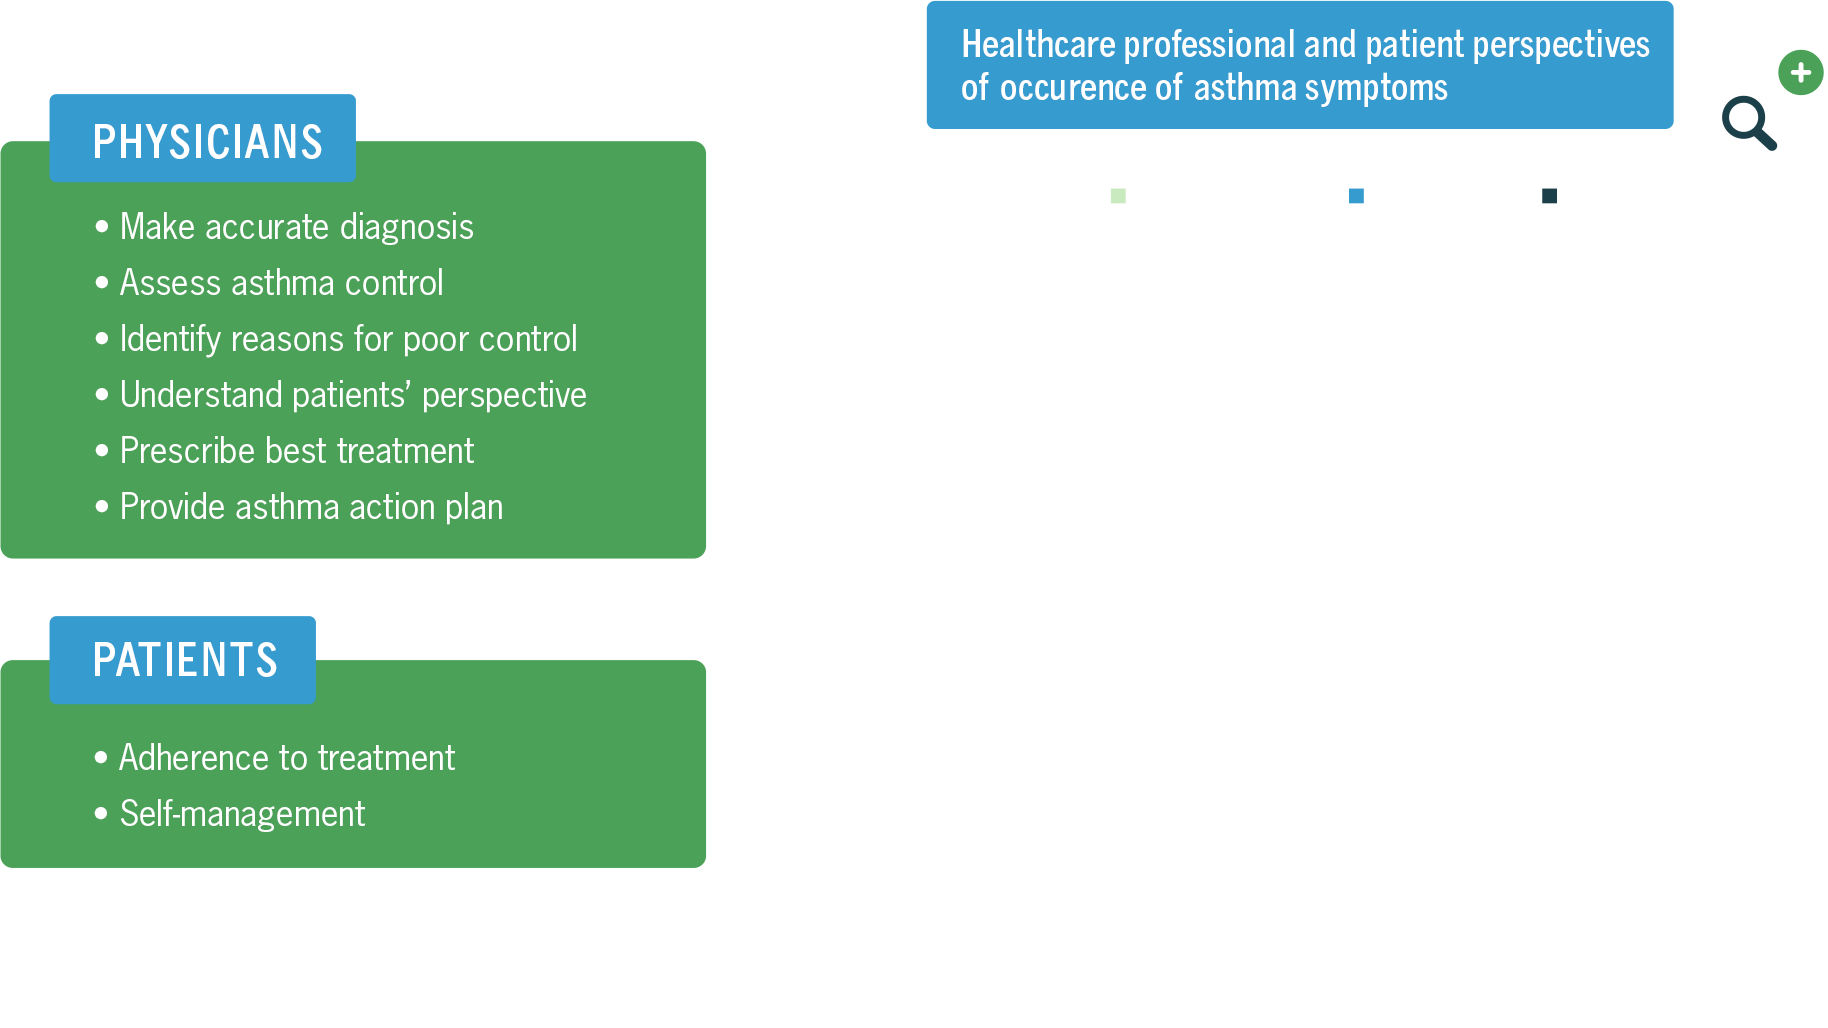 PHYSICIANS
• Make accurate diagnosis
• Assess asthma control
• Identify reasons for poor control
• Understand patients’ perspective
• Prescribe best treatment
• Provide asthma action plan
PATIENTS
• Adherence to treatment
• Self-management
Healthcare professional and patient perspectives
of occurence of asthma symptoms